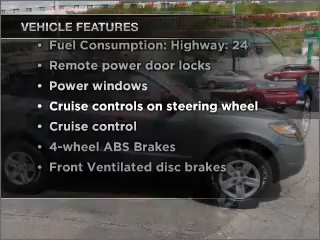 VEHICLE FEATURES
• Fuel Consumption: Highway: 24
• Remote power door locks
• Power windows
• Cruise controls on steering wheel
• Cruise control
• 4-wheel ABS Brakes
• Front Ventilated disc brakes